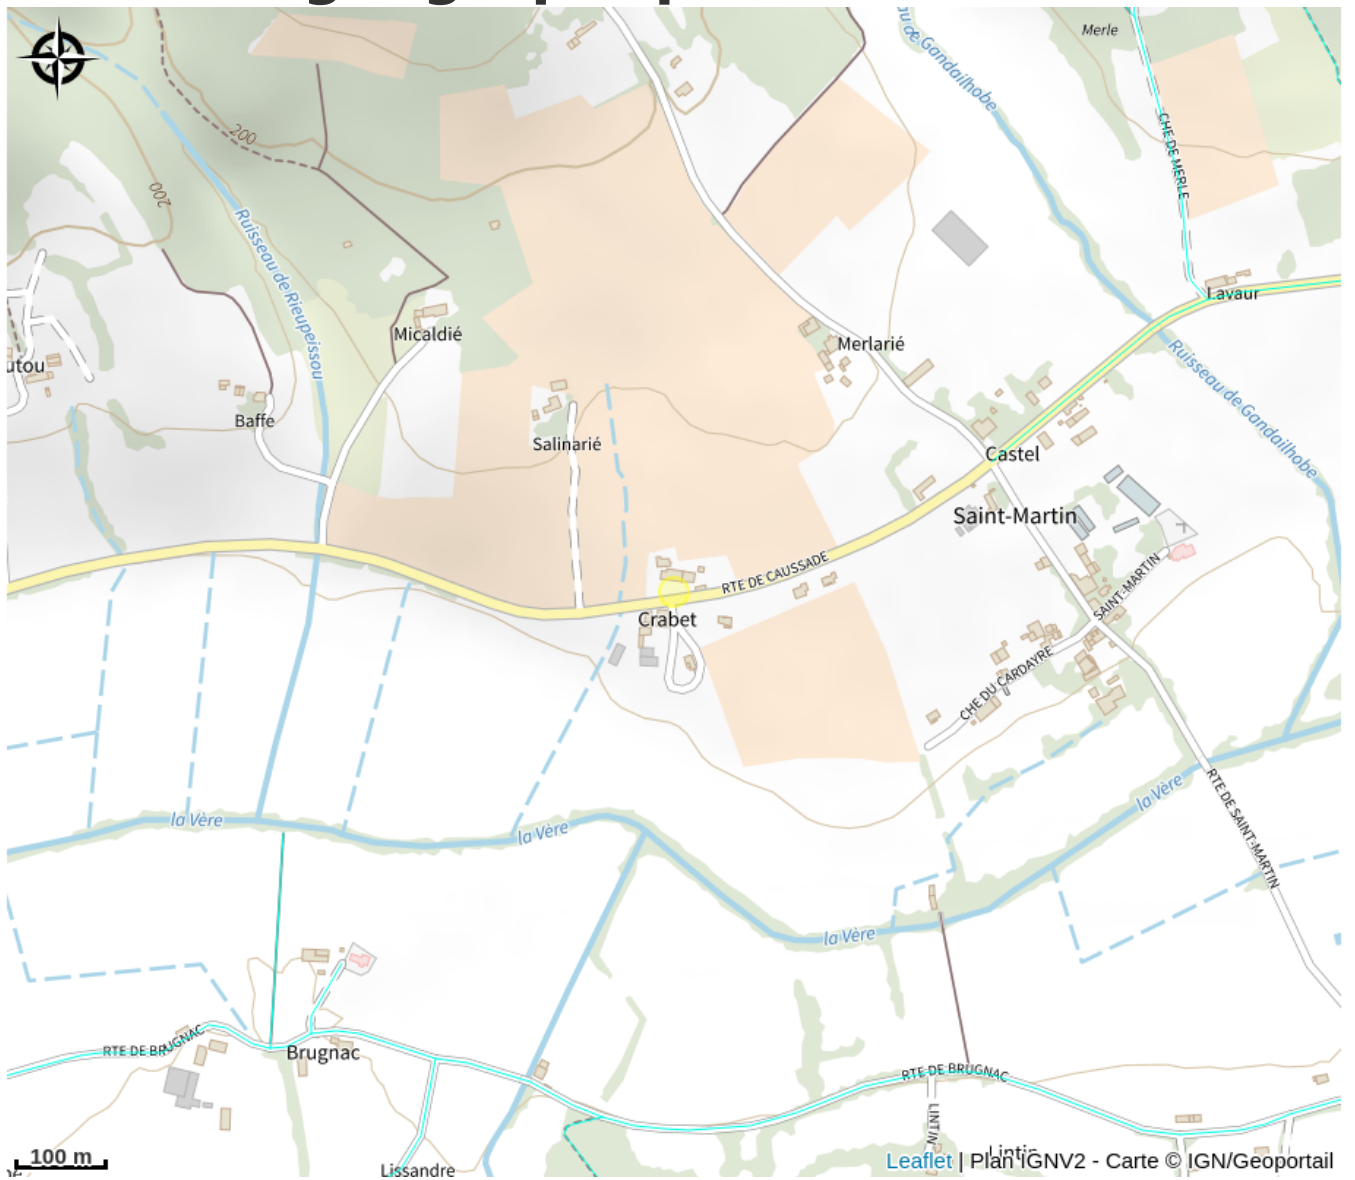 Merle
au de Gandailhobe
CHE DE MERLE
200
200
Ruisseau de Rieupeissou
Lavaur
Micaldié
Merlarié
utou
Ruisseau de Gandailhobe
Baffe
Salinarié
Castel
Saint-Martin
RTE DE CAUSSADE
SAINT-MARTIN
Crabet
CHE DU CARDAYRE
RTE DE SAINT-MARTIN
la Vère
la Vère
la Vère
la Vère
RTE DE BRUGNAC
Brugnac
RTE DE BRUGNAC
LINTIN
Lintin
100 m
Lissandre
Leaflet | Plan IGNV2 - Carte © IGN/Geoportail